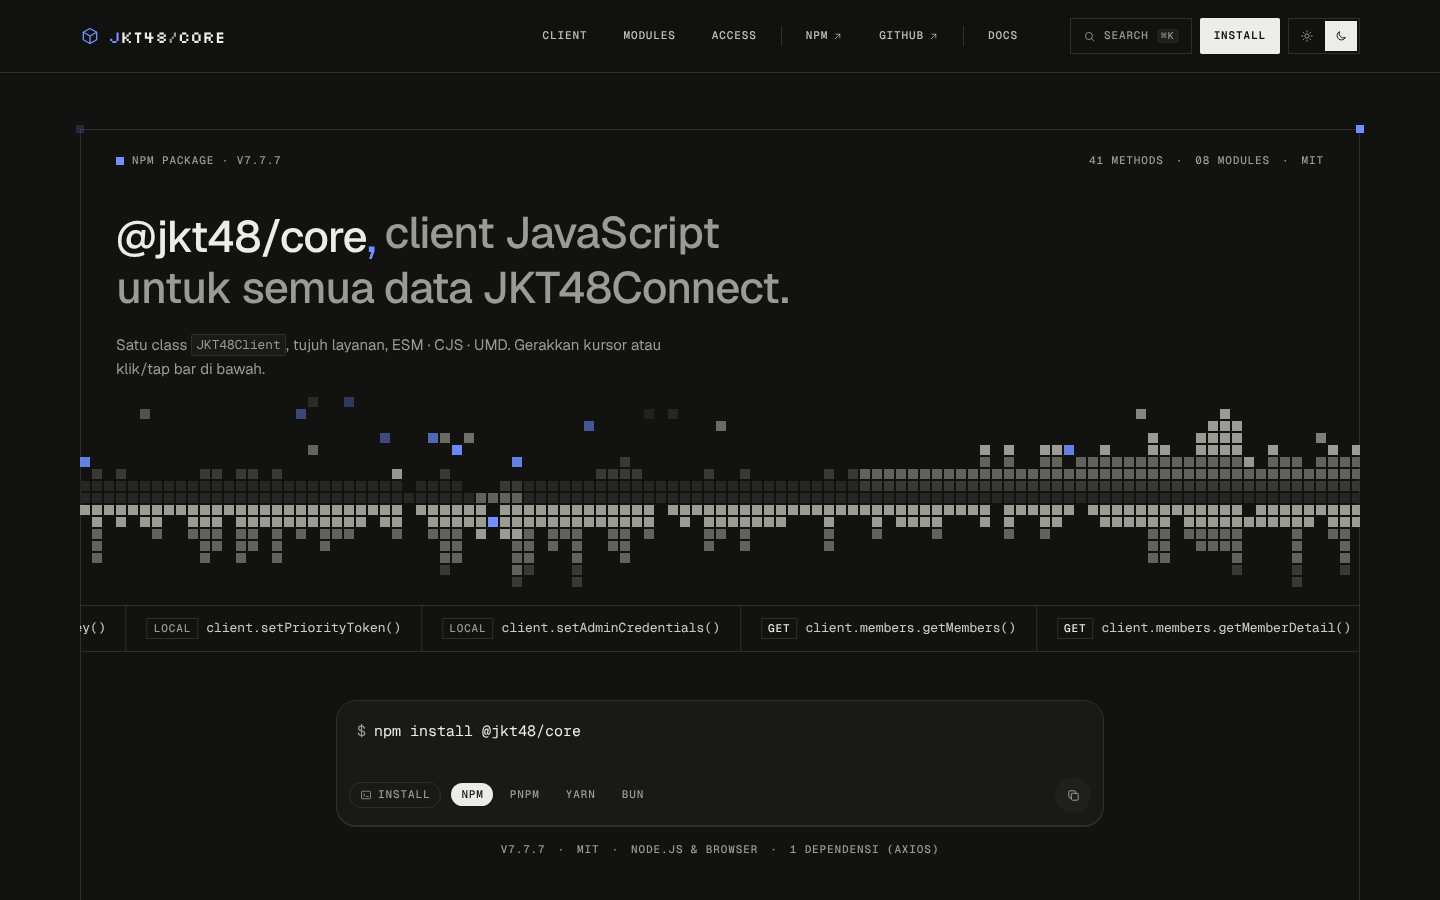 JKT48/CORE
CLIENT MODULES ACCESS NPM ↗ GITHUB ↗ DOCS SEARCH ⌘K INSTALL
NPM PACKAGE · V7.7.7
41 METHODS · 08 MODULES · MIT
@jkt48/core, client JavaScript
untuk semua data JKT48Connect.
Satu class JKT48Client, tujuh layanan, ESM · CJS · UMD. Gerakkan kursor atau
klik/tap bar di bawah.
ey() LOCAL client.setPriorityToken() LOCAL client.setAdminCredentials() GET client.members.getMembers() GET client.members.getMemberDetail()
$ npm install @jkt48/core
INSTALL NPM PNPM YARN BUN
V7.7.7 · MIT · NODE.JS & BROWSER · 1 DEPENDENSI (AXIOS)